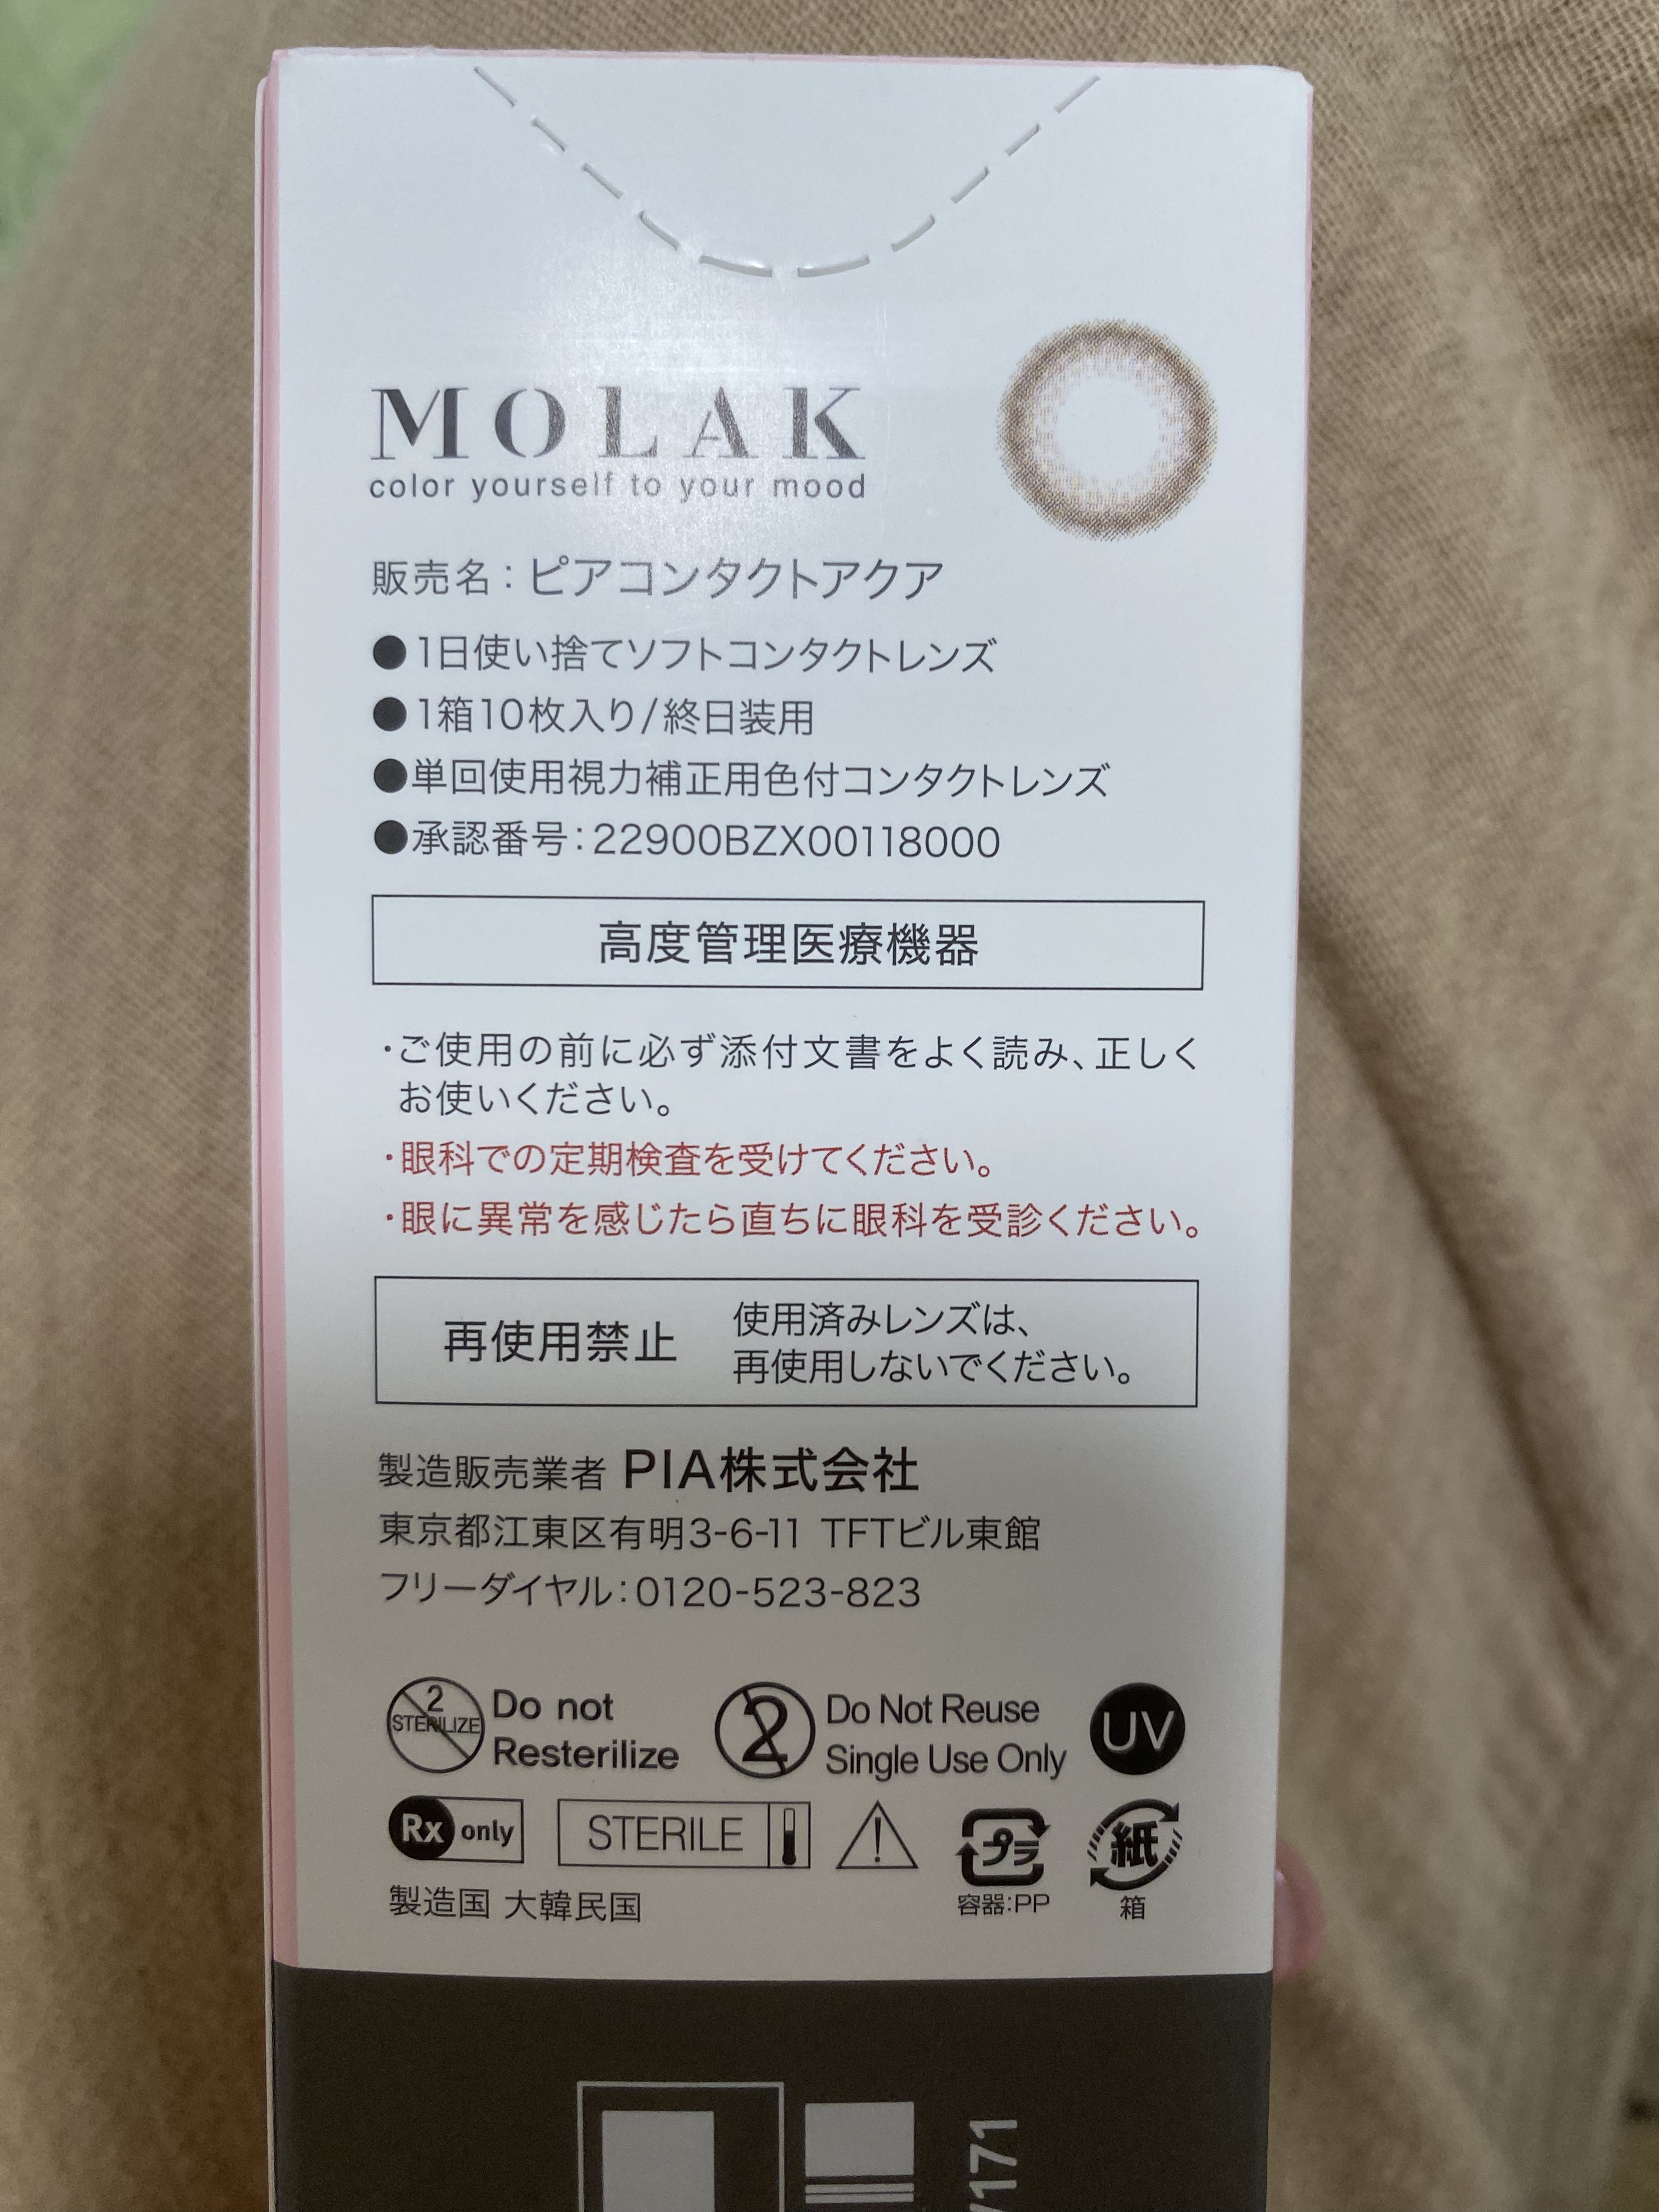 MOLAK
color yourself to your mood
販売名：ピアコンタクトアクア
●1日使い捨てソフトコンタクトレンズ
●1箱10枚入り/終日装用
●単回使用視力補正用色付コンタクトレンズ
●承認番号：22900BZX00118000
高度管理医療機器
・ご使用の前に必ず添付文書をよく読み、正しく
お使いください。
・眼科での定期検査を受けてください。
・眼に異常を感じたら直ちに眼科を受診ください。
再使用禁止
使用済みレンズは、
再使用しないでください。
製造販売業者 PIA株式会社
東京都江東区有明3-6-11 TFTビル東館
フリーダイヤル：0120-523-823
2
STERILIZE
Do not
Resterilize
2
Do Not Reuse
Single Use Only
UV
Rx only
STERILE
プラ
容器：PP
紙
箱
製造国 大韓民国
/171